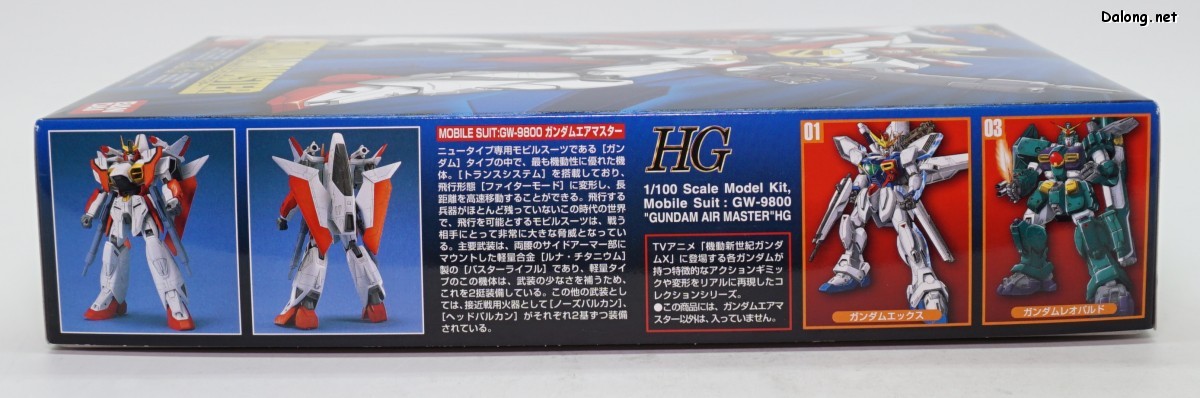 Dalong.net
MOBILE SUIT:GW-9800 ガンダムエアマスター
ニュータイプ専用モビルスーツである［ガン
ダム］タイプの中で、最も機動性に優れた機
体。［トランスシステム］を搭載しており、
飛行形態［ファイターモード］に変形し、長
距離を高速移動することができる。飛行する
兵器がほとんど残っていないこの時代の世界
で、飛行を可能とするモビルスーツは、戦う
相手にとって非常に大きな脅威となってい
る。主要武装は、両腰のサイドアーマー部に
マウントした軽量合金［ルナ・チタニウム］
製の［バスターライフル］であり、軽量タイ
プのこの機体は、武装の少なさを補うため、
これを2挺装備している。この他の武装とし
ては、接近戦用火器として［ノーズバルカン］、
［ヘッドバルカン］がそれぞれ2基ずつ装備
されている。
HG
1/100 Scale Model Kit,
Mobile Suit : GW-9800
"GUNDAM AIR MASTER"HG
TVアニメ「機動新世紀ガンダ
ムX」に登場する各ガンダムが
持つ特徴的なアクションギミッ
クや変形をリアルに再現したコ
レクションシリーズ。
●この商品には、ガンダムエアマ
スター以外は、入っていません。
01
ガンダムエックス
03
ガンダムレオパルド